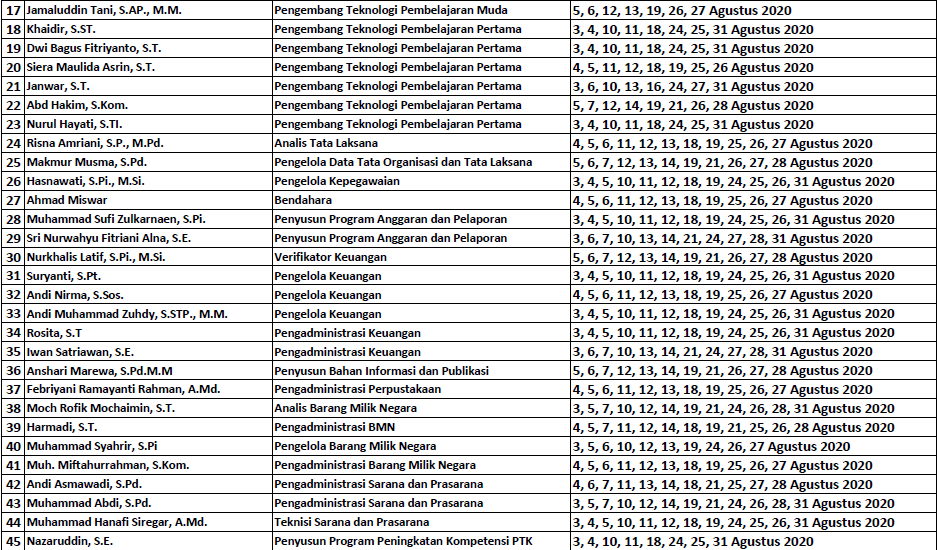 17 Jamaluddin Tani, S.AP., M.M. Pengembang Teknologi Pembelajaran Muda 5, 6, 12, 13, 19, 26, 27 Agustus 2020
18 Khaidir, S.ST. Pengembang Teknologi Pembelajaran Pertama 3, 4, 10, 11, 18, 24, 25, 31 Agustus 2020
19 Dwi Bagus Fitriyanto, S.T. Pengembang Teknologi Pembelajaran Pertama 3, 4, 10, 11, 18, 24, 25, 31 Agustus 2020
20 Siera Maulida Asrin, S.T. Pengembang Teknologi Pembelajaran Pertama 4, 5, 11, 12, 18, 19, 25, 26 Agustus 2020
21 Janwar, S.T. Pengembang Teknologi Pembelajaran Pertama 3, 6, 10, 13, 16, 24, 27, 31 Agustus 2020
22 Abd Hakim, S.Kom. Pengembang Teknologi Pembelajaran Pertama 5, 7, 12, 14, 19, 21, 26, 28 Agustus 2020
23 Nurul Hayati, S.TI. Pengembang Teknologi Pembelajaran Pertama 3, 4, 10, 11, 18, 24, 25, 31 Agustus 2020
24 Risna Amriani, S.P., M.Pd. Analis Tata Laksana 4, 5, 6, 11, 12, 13, 18, 19, 25, 26, 27 Agustus 2020
25 Makmur Musma, S.Pd. Pengelola Data Tata Organisasi dan Tata Laksana 5, 6, 7, 12, 13, 14, 19, 21, 26, 27, 28 Agustus 2020
26 Hasnawati, S.Pi., M.Si. Pengelola Kepegawaian 3, 4, 5, 10, 11, 12, 18, 19, 24, 25, 26, 31 Agustus 2020
27 Ahmad Miswar Bendahara 4, 5, 6, 11, 12, 13, 18, 19, 25, 26, 27 Agustus 2020
28 Muhammad Sufi Zulkarnaen, S.Pi. Penyusun Program Anggaran dan Pelaporan 3, 4, 5, 10, 11, 12, 18, 19, 24, 25, 26, 31 Agustus 2020
29 Sri Nurwahyu Fitriani Alna, S.E. Penyusun Program Anggaran dan Pelaporan 3, 6, 7, 10, 13, 14, 21, 24, 27, 28, 31 Agustus 2020
30 Nurkhalis Latif, S.Pi., M.Si. Verifikator Keuangan 5, 6, 7, 12, 13, 14, 19, 21, 26, 27, 28 Agustus 2020
31 Suryanti, S.Pt. Pengelola Keuangan 3, 4, 5, 10, 11, 12, 18, 19, 24, 25, 26, 31 Agustus 2020
32 Andi Nirma, S.Sos. Pengelola Keuangan 4, 5, 6, 11, 12, 13, 18, 19, 25, 26, 27 Agustus 2020
33 Andi Muhammad Zuhdy, S.STP., M.M. Pengelola Keuangan 3, 4, 5, 10, 11, 12, 18, 19, 24, 25, 26, 31 Agustus 2020
34 Rosita, S.T Pengadministrasi Keuangan 3, 4, 5, 10, 11, 12, 18, 19, 24, 25, 26, 31 Agustus 2020
35 Iwan Satriawan, S.E. Pengadministrasi Keuangan 3, 6, 7, 10, 13, 14, 21, 24, 27, 28, 31 Agustus 2020
36 Anshari Marewa, S.Pd.M.M Penyusun Bahan Informasi dan Publikasi 5, 6, 7, 12, 13, 14, 19, 21, 26, 27, 28 Agustus 2020
37 Febriyani Ramayanti Rahman, A.Md. Pengadministrasi Perpustakaan 4, 5, 6, 11, 12, 13, 18, 19, 25, 26, 27 Agustus 2020
38 Moch Rofik Mochaimin, S.T. Analis Barang Milik Negara 3, 5, 7, 10, 12, 14, 19, 21, 24, 26, 28, 31 Agustus 2020
39 Harmadi, S.T. Pengadministrasi BMN 4, 5, 7, 11, 12, 14, 18, 19, 21, 25, 26, 28 Agustus 2020
40 Muhammad Syahrir, S.Pi Pengelola Barang Milik Negara 3, 5, 6, 10, 12, 13, 19, 24, 26, 27 Agustus 2020
41 Muh. Miftahurrahman, S.Kom. Pengadministrasi Barang Milik Negara 4, 5, 6, 11, 12, 13, 18, 19, 25, 26, 27 Agustus 2020
42 Andi Asmawadi, S.Pd. Pengadministrasi Sarana dan Prasarana 4, 6, 7, 11, 13, 14, 18, 21, 25, 27, 28 Agustus 2020
43 Muhammad Abdi, S.Pd. Pengadministrasi Sarana dan Prasarana 3, 5, 7, 10, 12, 14, 19, 21, 24, 26, 28, 31 Agustus 2020
44 Muhammad Hanafi Siregar, A.Md. Teknisi Sarana dan Prasarana 3, 4, 5, 10, 11, 12, 18, 19, 24, 25, 26, 31 Agustus 2020
45 Nazaruddin, S.E. Penyusun Program Peningkatan Kompetensi PTK 3, 4, 10, 11, 18, 24, 25, 31 Agustus 2020